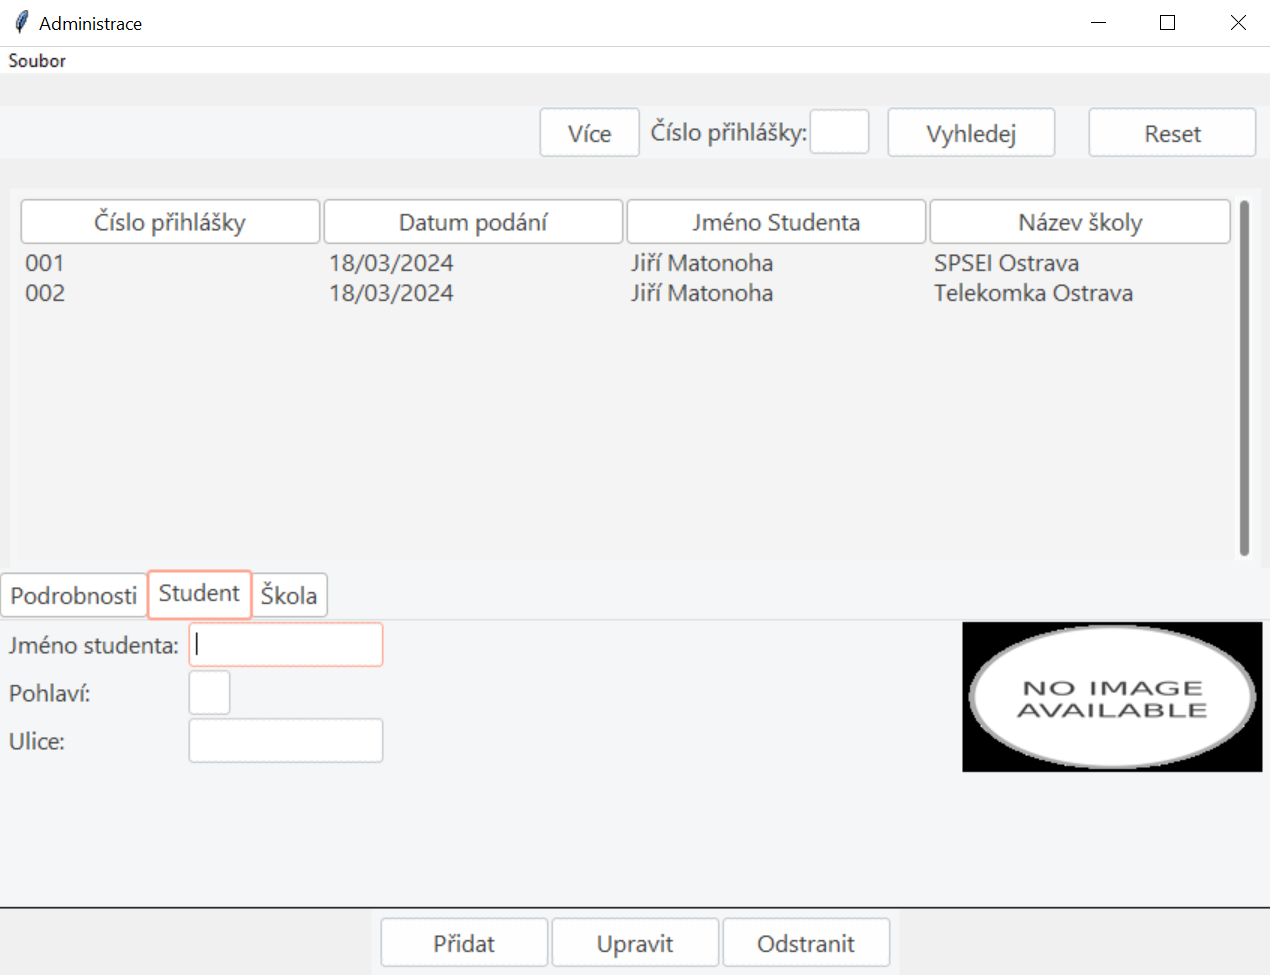 Administrace
Soubor
Více Číslo přihlášky: Vyhledej Reset
Číslo přihlášky Datum podání Jméno Studenta Název školy
001 18/03/2024 Jiří Matonoha SPSEI Ostrava
002 18/03/2024 Jiří Matonoha Telekomka Ostrava
Podrobnosti Student Škola
Jméno studenta:
Pohlaví:
Ulice:
NO IMAGE
AVAILABLE
Přidat Upravit Odstranit